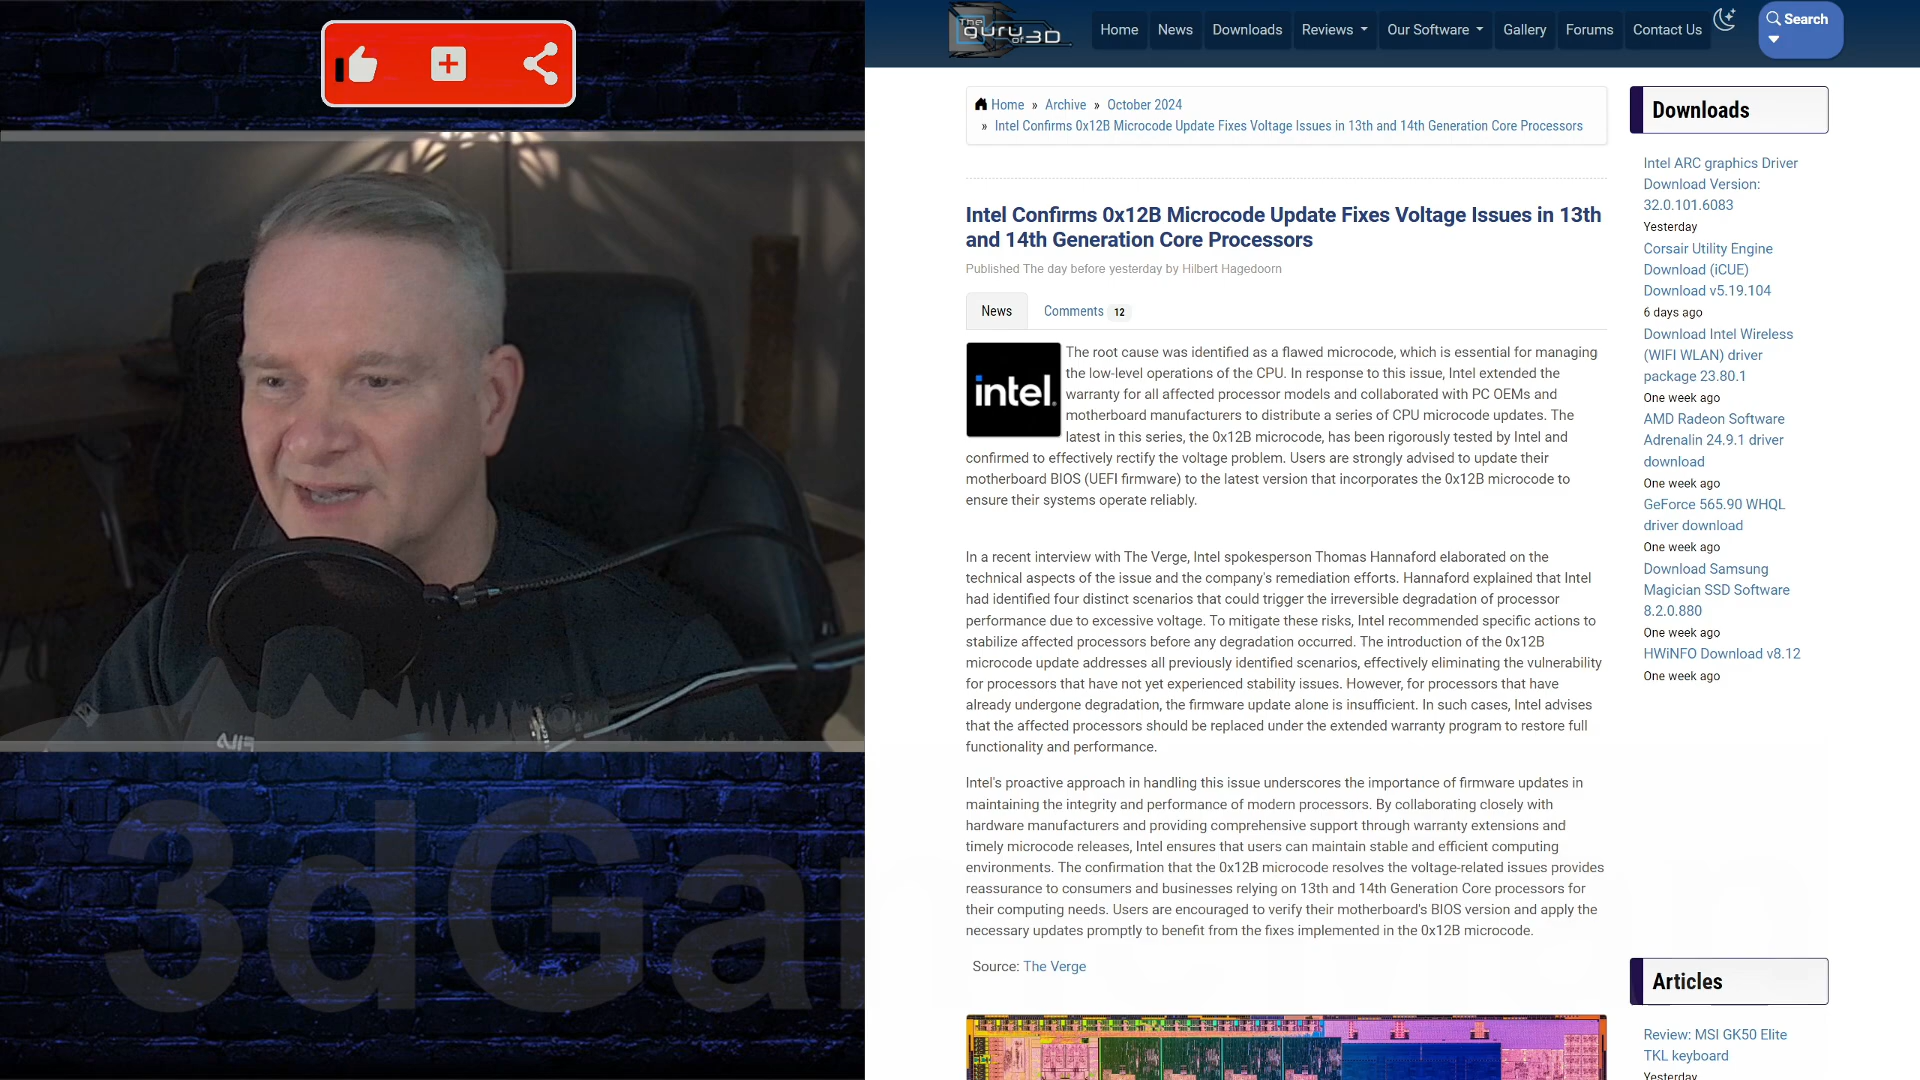 The
guru
of 3D
Home
News
Downloads
Reviews
Our Software
Gallery
Forums
Contact Us
Search
Home » Archive » October 2024
» Intel Confirms 0x12B Microcode Update Fixes Voltage Issues in 13th and 14th Generation Core Processors
Intel Confirms 0x12B Microcode Update Fixes Voltage Issues in 13th
and 14th Generation Core Processors
Published The day before yesterday by Hilbert Hagedoorn
News
Comments 12
intel.
The root cause was identified as a flawed microcode, which is essential for managing
the low-level operations of the CPU. In response to this issue, Intel extended the
warranty for all affected processor models and collaborated with PC OEMs and
motherboard manufacturers to distribute a series of CPU microcode updates. The
latest in this series, the 0x12B microcode, has been rigorously tested by Intel and
confirmed to effectively rectify the voltage problem. Users are strongly advised to update their
motherboard BIOS (UEFI firmware) to the latest version that incorporates the 0x12B microcode to
ensure their systems operate reliably.
In a recent interview with The Verge, Intel spokesperson Thomas Hannaford elaborated on the
technical aspects of the issue and the company's remediation efforts. Hannaford explained that Intel
had identified four distinct scenarios that could trigger the irreversible degradation of processor
performance due to excessive voltage. To mitigate these risks, Intel recommended specific actions to
stabilize affected processors before any degradation occurred. The introduction of the 0x12B
microcode update addresses all previously identified scenarios, effectively eliminating the vulnerability
for processors that have not yet experienced stability issues. However, for processors that have
already undergone degradation, the firmware update alone is insufficient. In such cases, Intel advises
that the affected processors should be replaced under the extended warranty program to restore full
functionality and performance.
Intel's proactive approach in handling this issue underscores the importance of firmware updates in
maintaining the integrity and performance of modern processors. By collaborating closely with
hardware manufacturers and providing comprehensive support through warranty extensions and
timely microcode releases, Intel ensures that users can maintain stable and efficient computing
environments. The confirmation that the 0x12B microcode resolves the voltage-related issues provides
reassurance to consumers and businesses relying on 13th and 14th Generation Core processors for
their computing needs. Users are encouraged to verify their motherboard's BIOS version and apply the
necessary updates promptly to benefit from the fixes implemented in the 0x12B microcode.
Source: The Verge
Downloads
Intel ARC graphics Driver
Download Version:
32.0.101.6083
Yesterday
Corsair Utility Engine
Download (iCUE)
Download v5.19.104
6 days ago
Download Intel Wireless
(WIFI WLAN) driver
package 23.80.1
One week ago
AMD Radeon Software
Adrenalin 24.9.1 driver
download
One week ago
GeForce 565.90 WHQL
driver download
One week ago
Download Samsung
Magician SSD Software
8.2.0.880
One week ago
HWiNFO Download v8.12
One week ago
Articles
Review: MSI GK50 Elite
TKL keyboard
Yesterday
3dGa